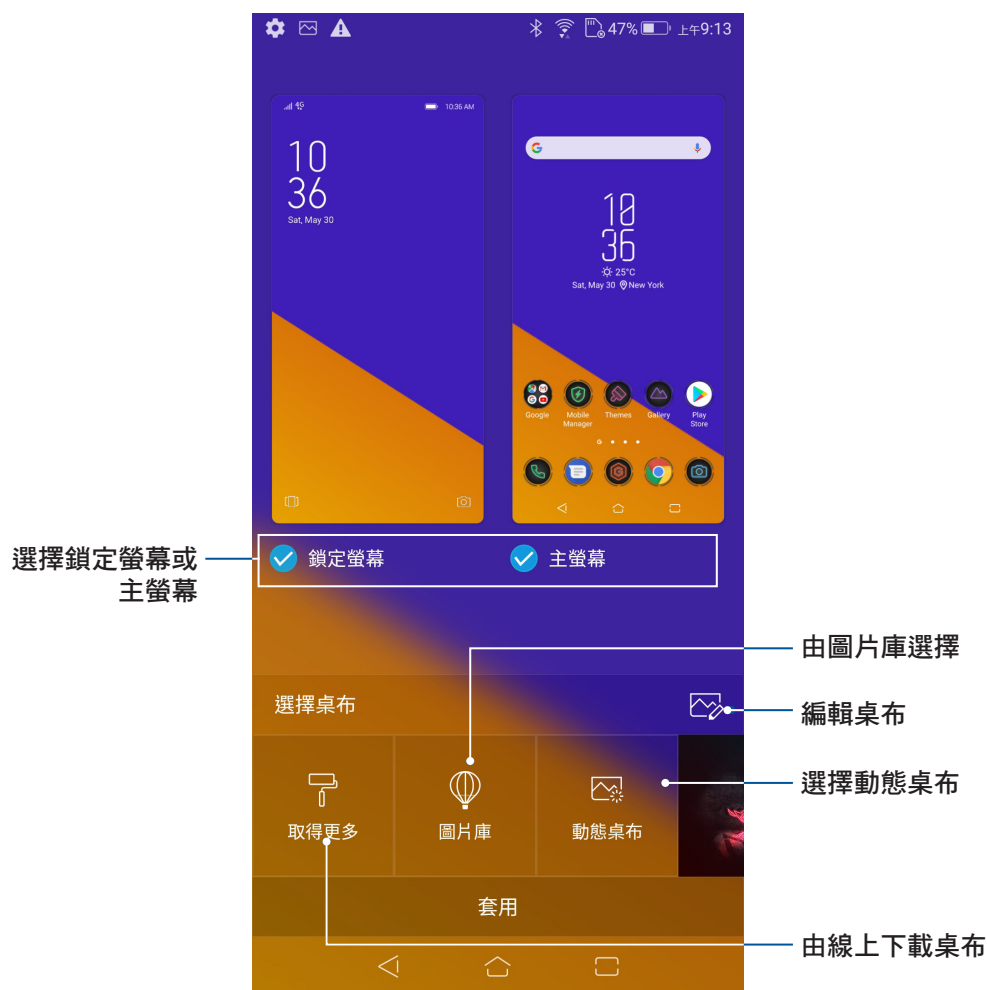 47% 上午9:13
4G 10:36 AM
10
36
Sat, May 30
G
10
36
25°C
Sat, May 30 New York
Google Mobile Manager Themes Gallery Play Store
選擇鎖定螢幕或
主螢幕
鎖定螢幕 主螢幕
由圖片庫選擇
選擇桌布
編輯桌布
選擇動態桌布
取得更多 圖片庫 動態桌布
套用
由線上下載桌布